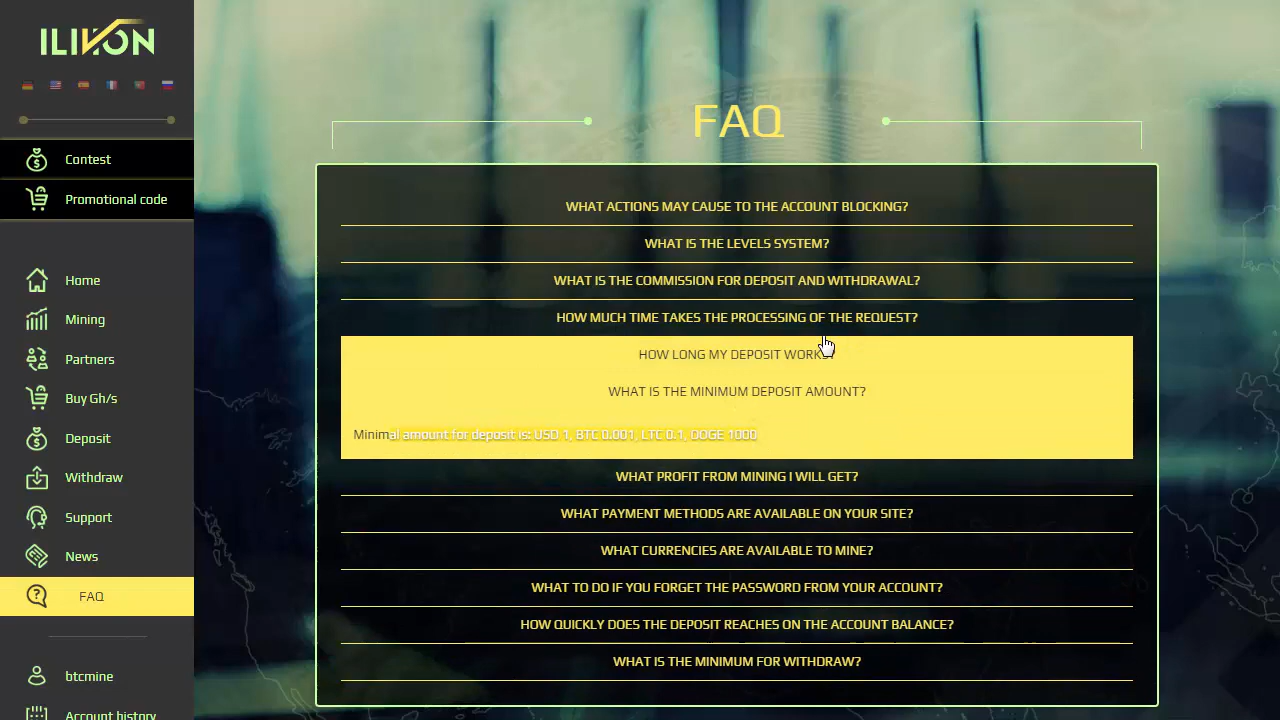 ILIVON
Contest
Promotional code
Home
Mining
Partners
Buy Gh/s
Deposit
Withdraw
Support
News
FAQ
btcmine
Account history
FAQ
WHAT ACTIONS MAY CAUSE TO THE ACCOUNT BLOCKING?
WHAT IS THE LEVELS SYSTEM?
WHAT IS THE COMMISSION FOR DEPOSIT AND WITHDRAWAL?
HOW MUCH TIME TAKES THE PROCESSING OF THE REQUEST?
HOW LONG MY DEPOSIT WORKS?
WHAT IS THE MINIMUM DEPOSIT AMOUNT?
Minimal amount for deposit is: USD 1, BTC 0.001, LTC 0.1, DOGE 1000
WHAT PROFIT FROM MINING I WILL GET?
WHAT PAYMENT METHODS ARE AVAILABLE ON YOUR SITE?
WHAT CURRENCIES ARE AVAILABLE TO MINE?
WHAT TO DO IF YOU FORGET THE PASSWORD FROM YOUR ACCOUNT?
HOW QUICKLY DOES THE DEPOSIT REACHES ON THE ACCOUNT BALANCE?
WHAT IS THE MINIMUM FOR WITHDRAW?